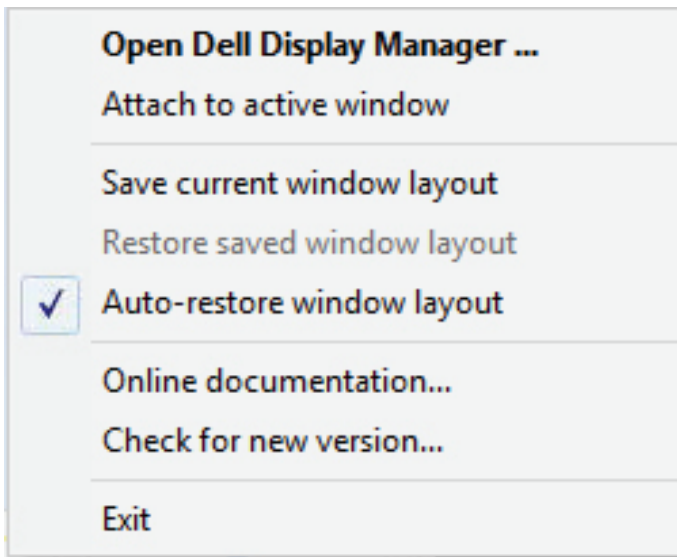 Open Dell Display Manager ...
Attach to active window
Save current window layout
Restore saved window layout
Auto-restore window layout
Online documentation...
Check for new version...
Exit